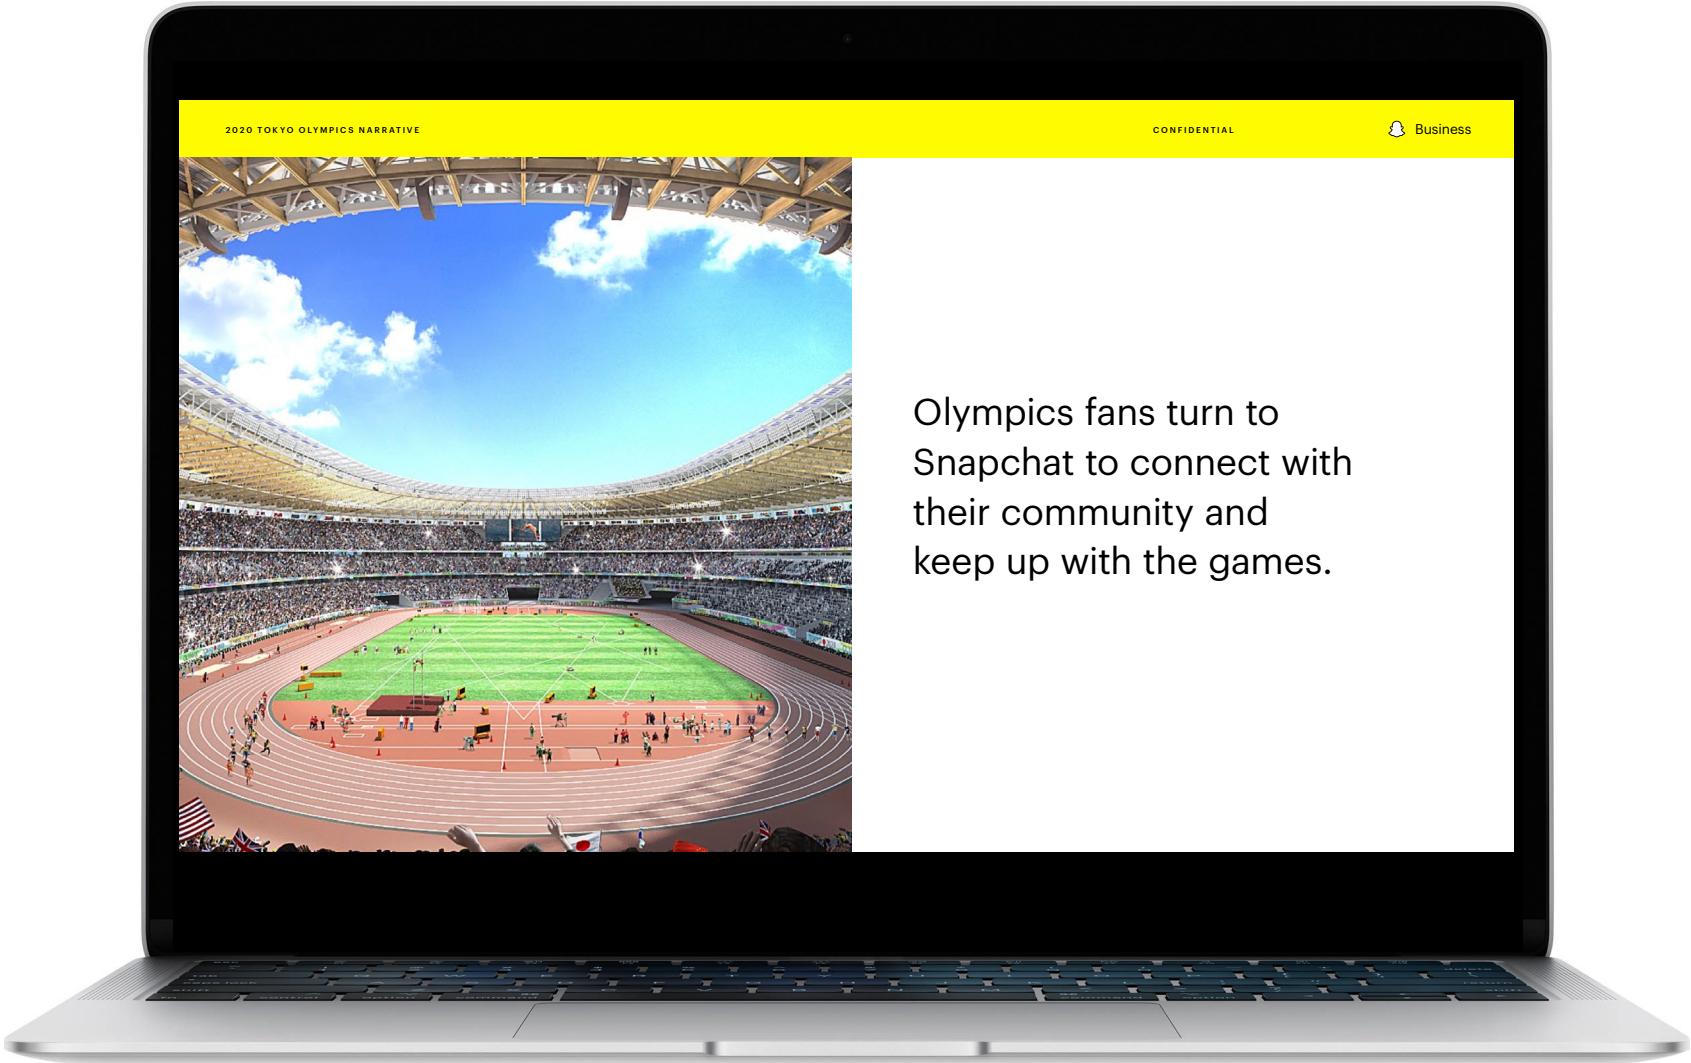 2020 TOKYO OLYMPICS NARRATIVE
CONFIDENTIAL
Business
Olympics fans turn to
Snapchat to connect with
their community and
keep up with the games.